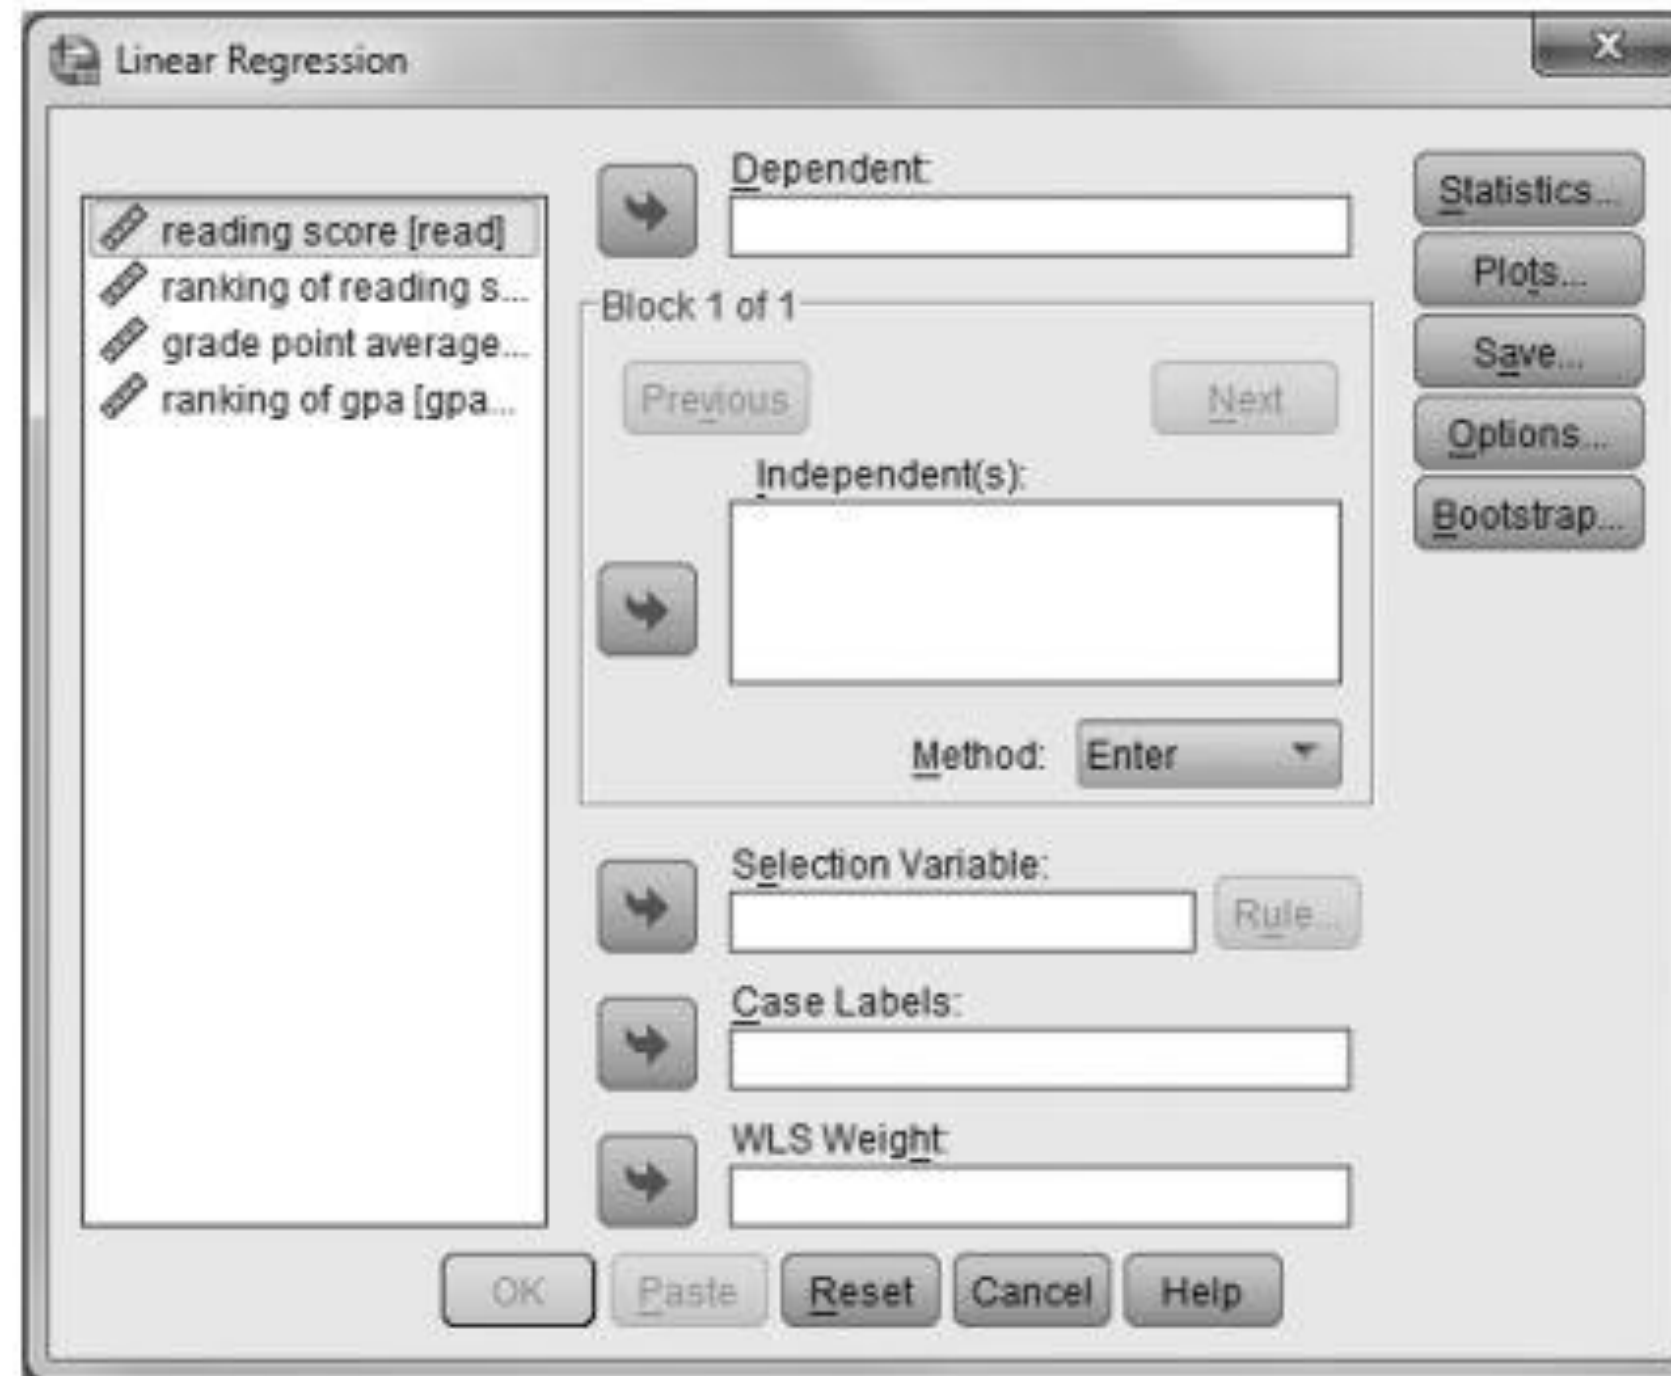 Linear Regression
reading score [read]
ranking of reading s...
grade point average...
ranking of gpa [gpa...
Dependent:
Block 1 of 1
Previous
Next
Independent(s):
Method:
Enter
Selection Variable:
Rule...
Case Labels:
WLS Weight:
Statistics...
Plots...
Save...
Options...
Bootstrap...
OK
Paste
Reset
Cancel
Help